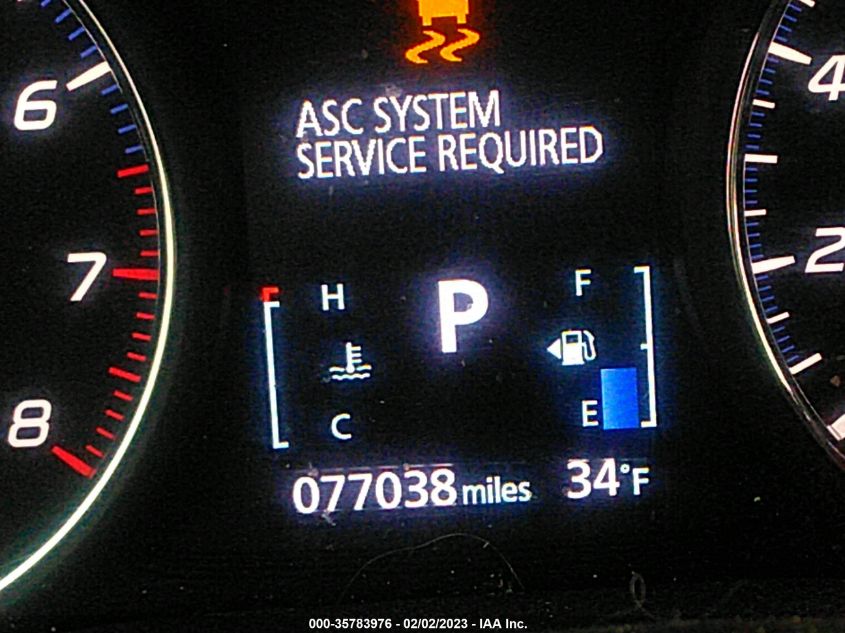 ASC SYSTEM
SERVICE REQUIRED
6
7
8
4
2
H
C
P
F
E
077038 miles
34°F
000-35783976 - 02/02/2023 - IAA Inc.